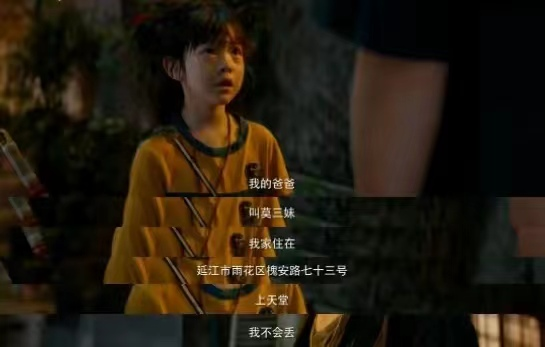 我的爸爸
叫莫三妹
我家住在
延江市雨花区槐安路七十三号
上天堂
我不会丢